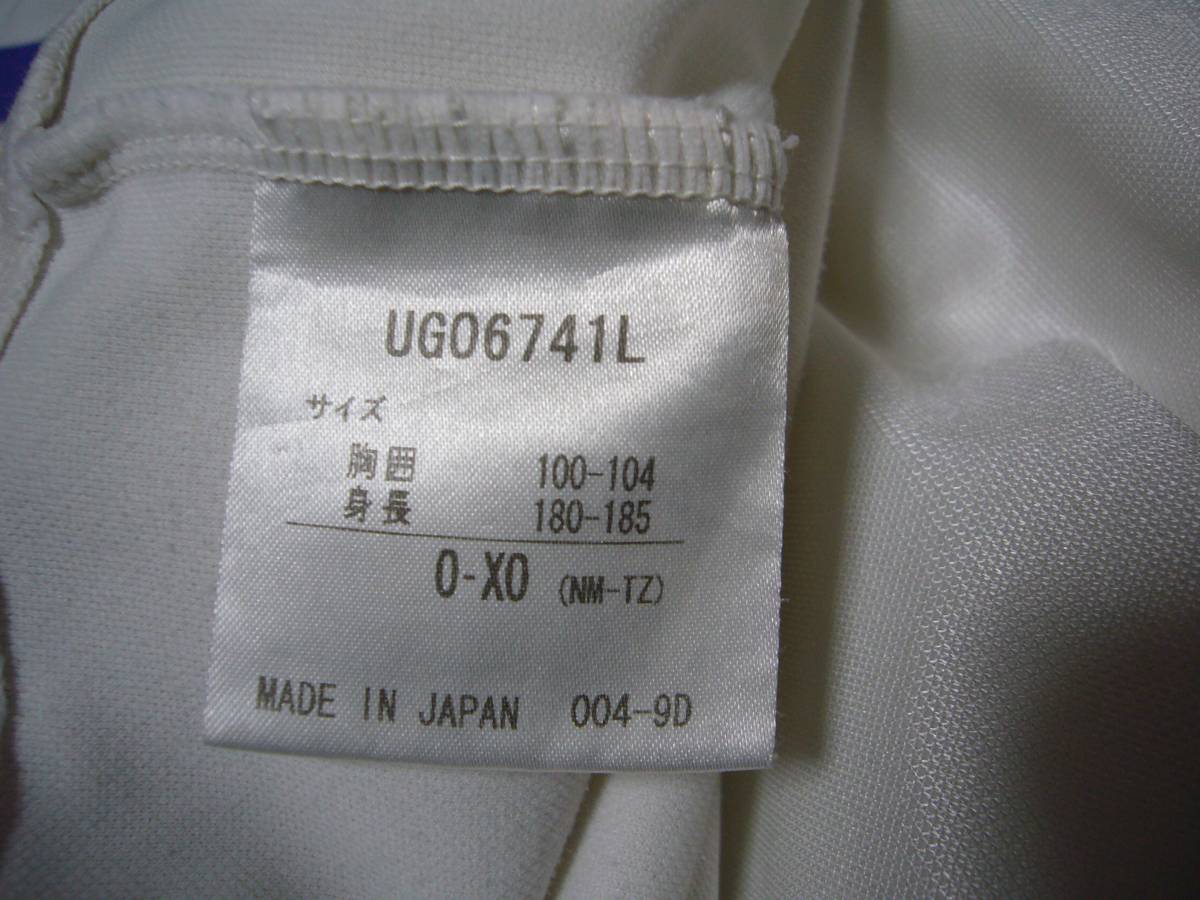 UG06741L
サイズ
胸囲 100-104
身長 180-185
O-XO (NM-TZ)
MADE IN JAPAN 004-9D